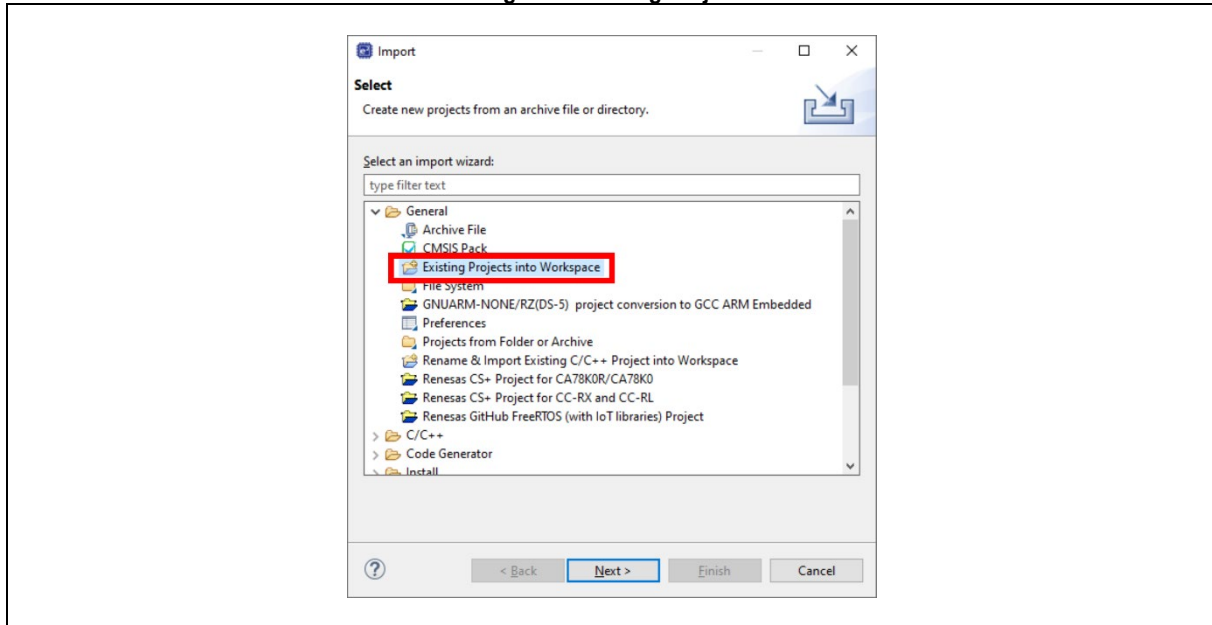 Import
Select
Create new projects from an archive file or directory.
Select an import wizard:
type filter text
General
Archive File
CMSIS Pack
Existing Projects into Workspace
File System
GNUARM-NONE/RZ(DS-5) project conversion to GCC ARM Embedded
Preferences
Projects from Folder or Archive
Rename & Import Existing C/C++ Project into Workspace
Renesas CS+ Project for CA78K0R/CA78K0
Renesas CS+ Project for CC-RX and CC-RL
Renesas GitHub FreeRTOS (with IoT libraries) Project
C/C++
Code Generator
Install
< Back Next > Finish Cancel